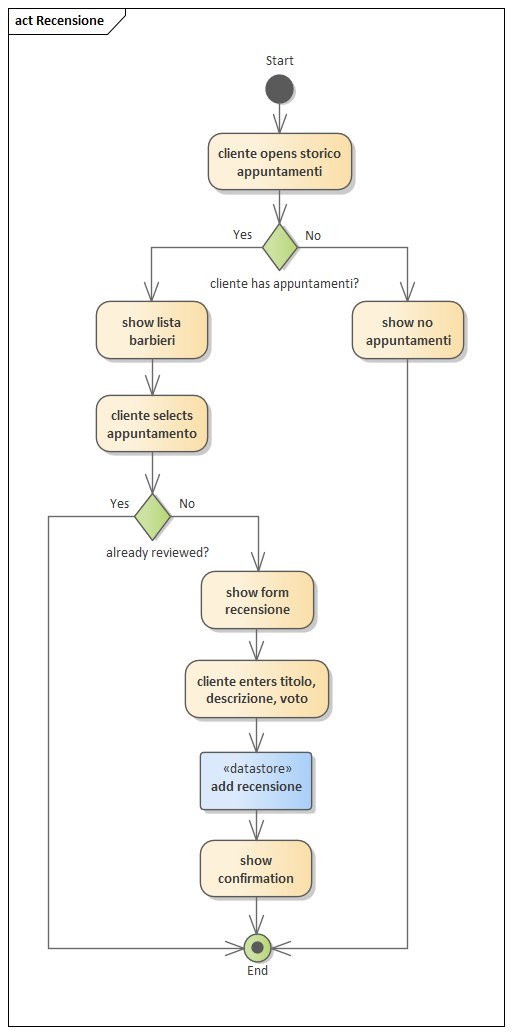 act Recensione
Start
cliente opens storico
appuntamenti
Yes
No
cliente has appuntamenti?
show lista
barbieri
show no
appuntamenti
cliente selects
appuntamento
Yes
No
already reviewed?
show form
recensione
cliente enters titolo,
descrizione, voto
«datastore»
add recensione
show
confirmation
End